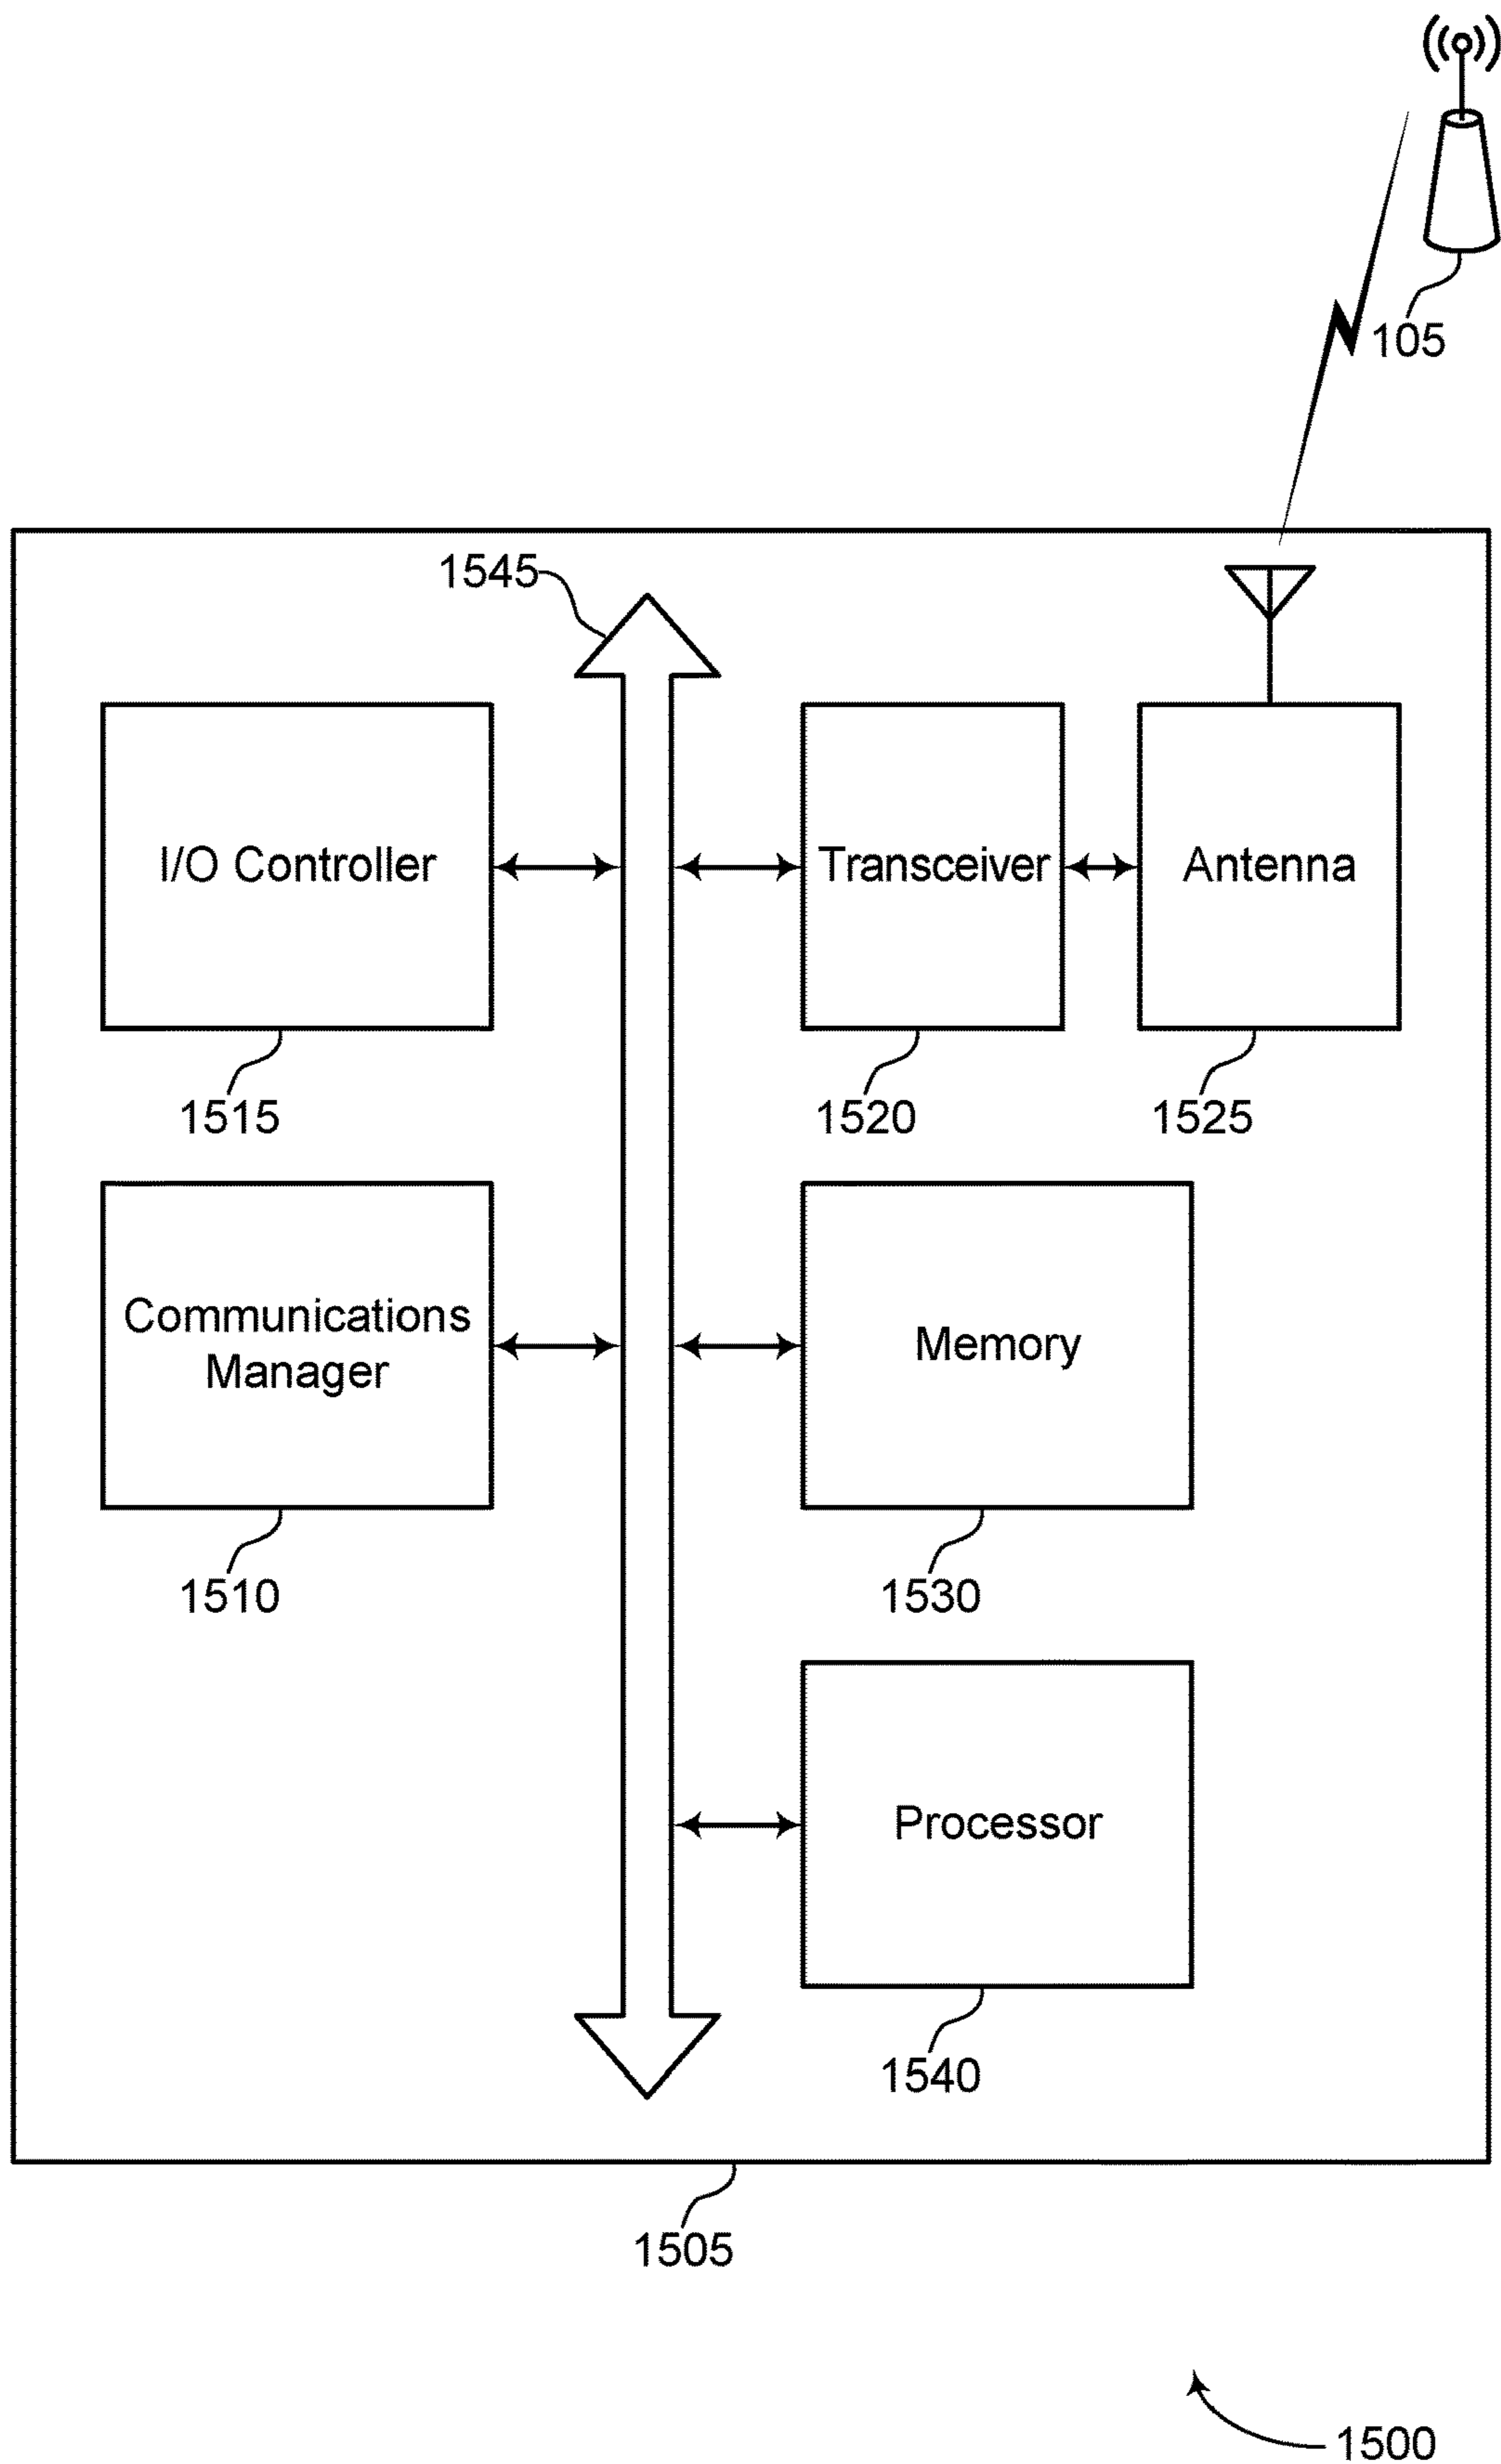 105
1545
I/O Controller
Transceiver
Antenna
1515
1520
1525
Communications
Manager
Memory
1510
1530
Processor
1540
1505
1500